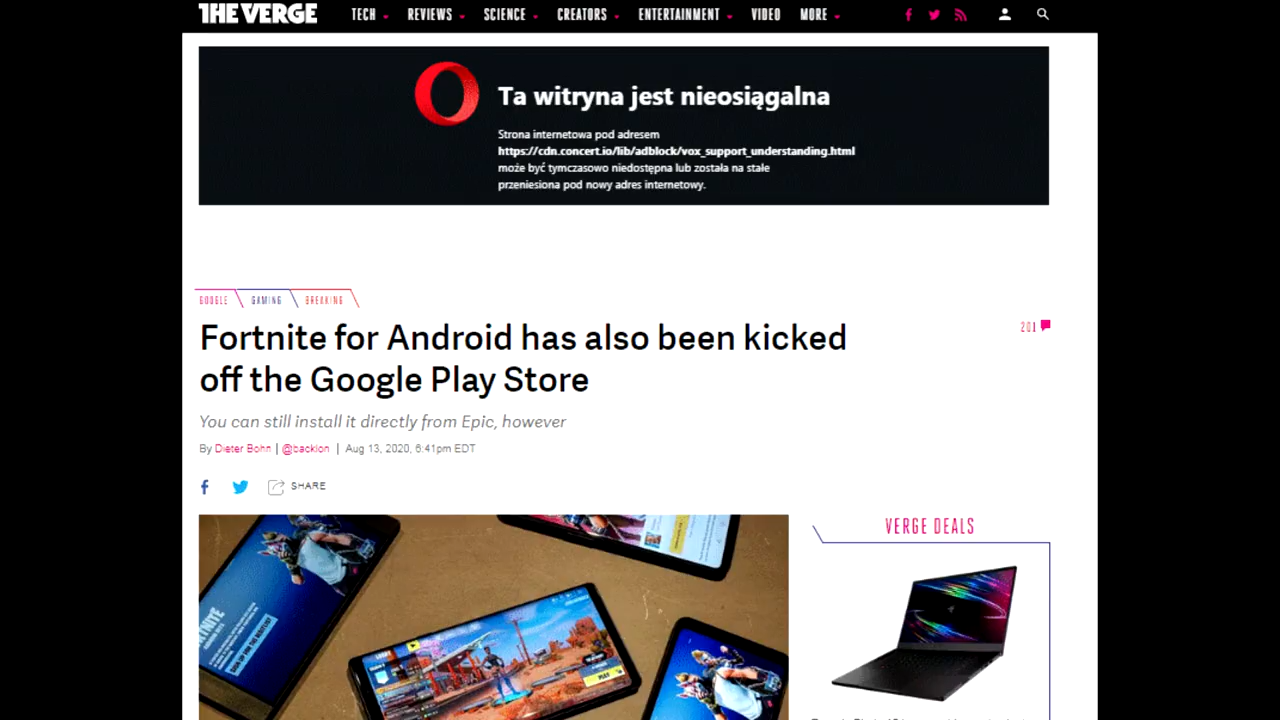 THE VERGE TECH REVIEWS SCIENCE CREATORS ENTERTAINMENT VIDEO MORE
Ta witryna jest nieosiągalna
Strona internetowa pod adresem
https://cdn.concert.io/lib/adblock/vox_support_understanding.html
może być tymczasowo niedostępna lub została na stałe
przeniesiona pod nowy adres internetowy.
GOOGLE GAMING BREAKING
Fortnite for Android has also been kicked
off the Google Play Store
201
You can still install it directly from Epic, however
By Dieter Bohn | @backlon | Aug 13, 2020, 6:41pm EDT
SHARE
VERGE DEALS
PLAY